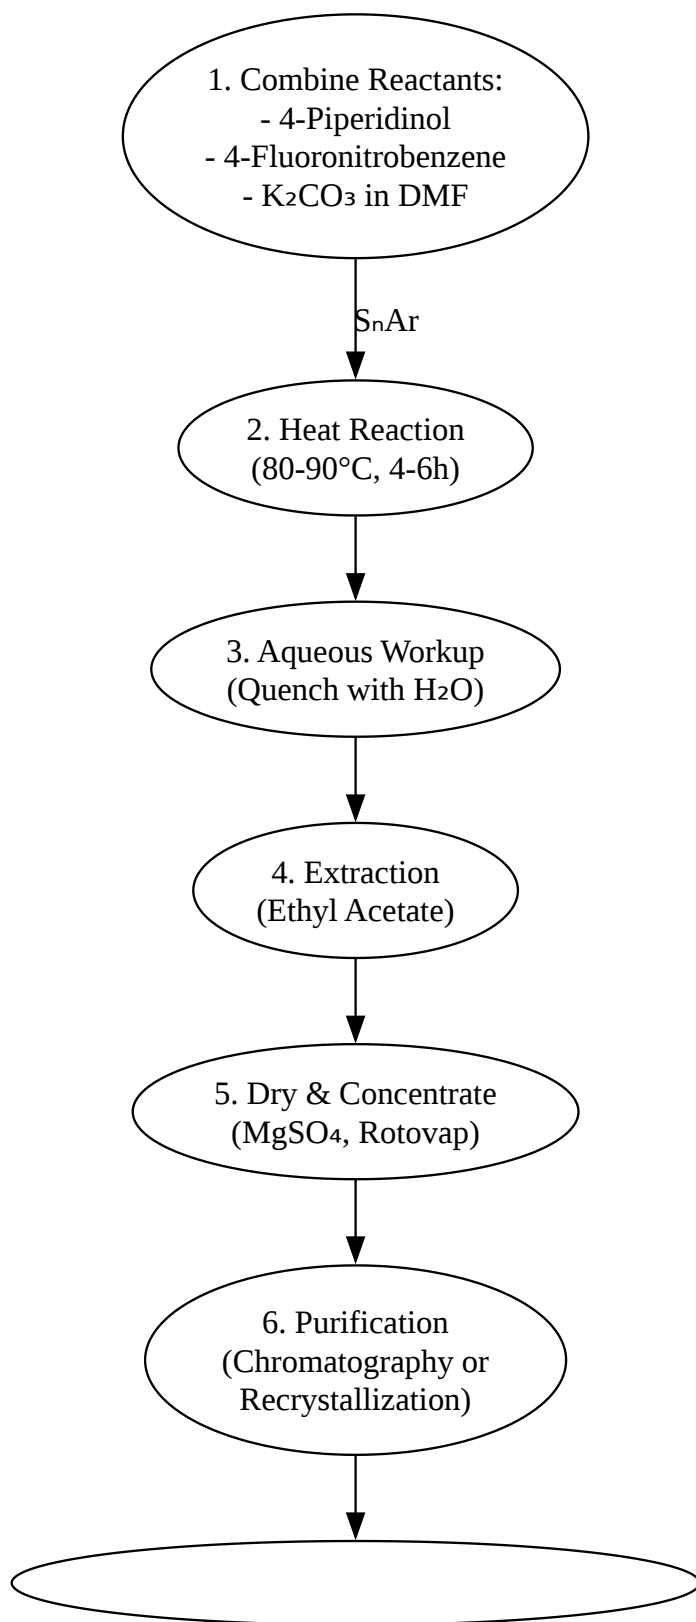 1. Combine Reactants:
- 4-Piperidinol
- 4-Fluoronitrobenzene
- K₂CO₃ in DMF
SₙAr
2. Heat Reaction
(80-90°C, 4-6h)
3. Aqueous Workup
(Quench with H₂O)
4. Extraction
(Ethyl Acetate)
5. Dry & Concentrate
(MgSO₄, Rotovap)
6. Purification
(Chromatography or
Recrystallization)